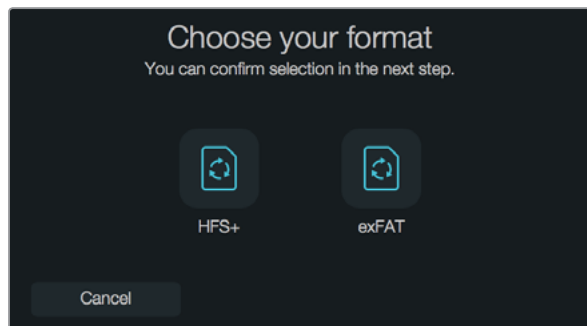 Choose your format
You can confirm selection in the next step.
HFS+
exFAT
Cancel